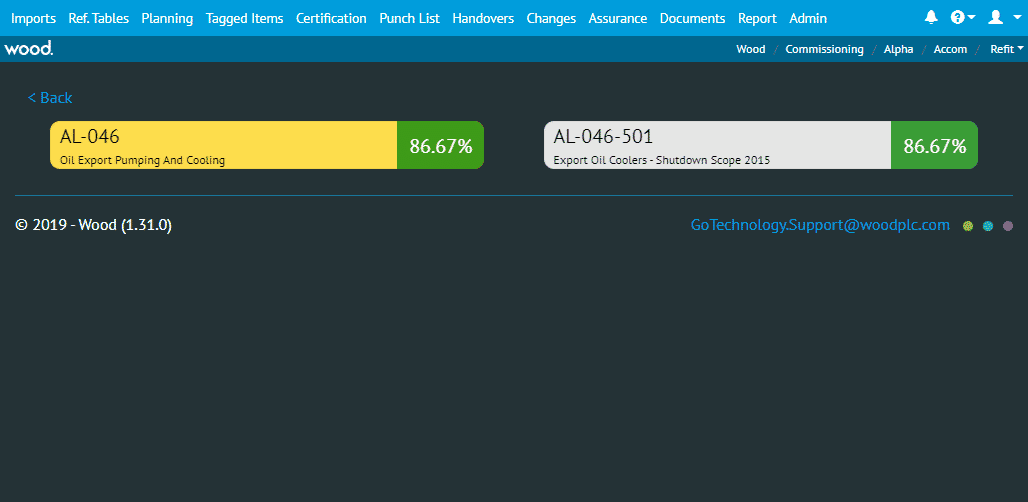 Imports Ref. Tables Planning Tagged Items Certification Punch List Handovers Changes Assurance Documents Report Admin
wood. Wood / Commissioning / Alpha / Accom / Refit
< Back
AL-046
Oil Export Pumping And Cooling
86.67%
AL-046-501
Export Oil Coolers - Shutdown Scope 2015
86.67%
© 2019 - Wood (1.31.0) GoTechnology.Support@woodplc.com